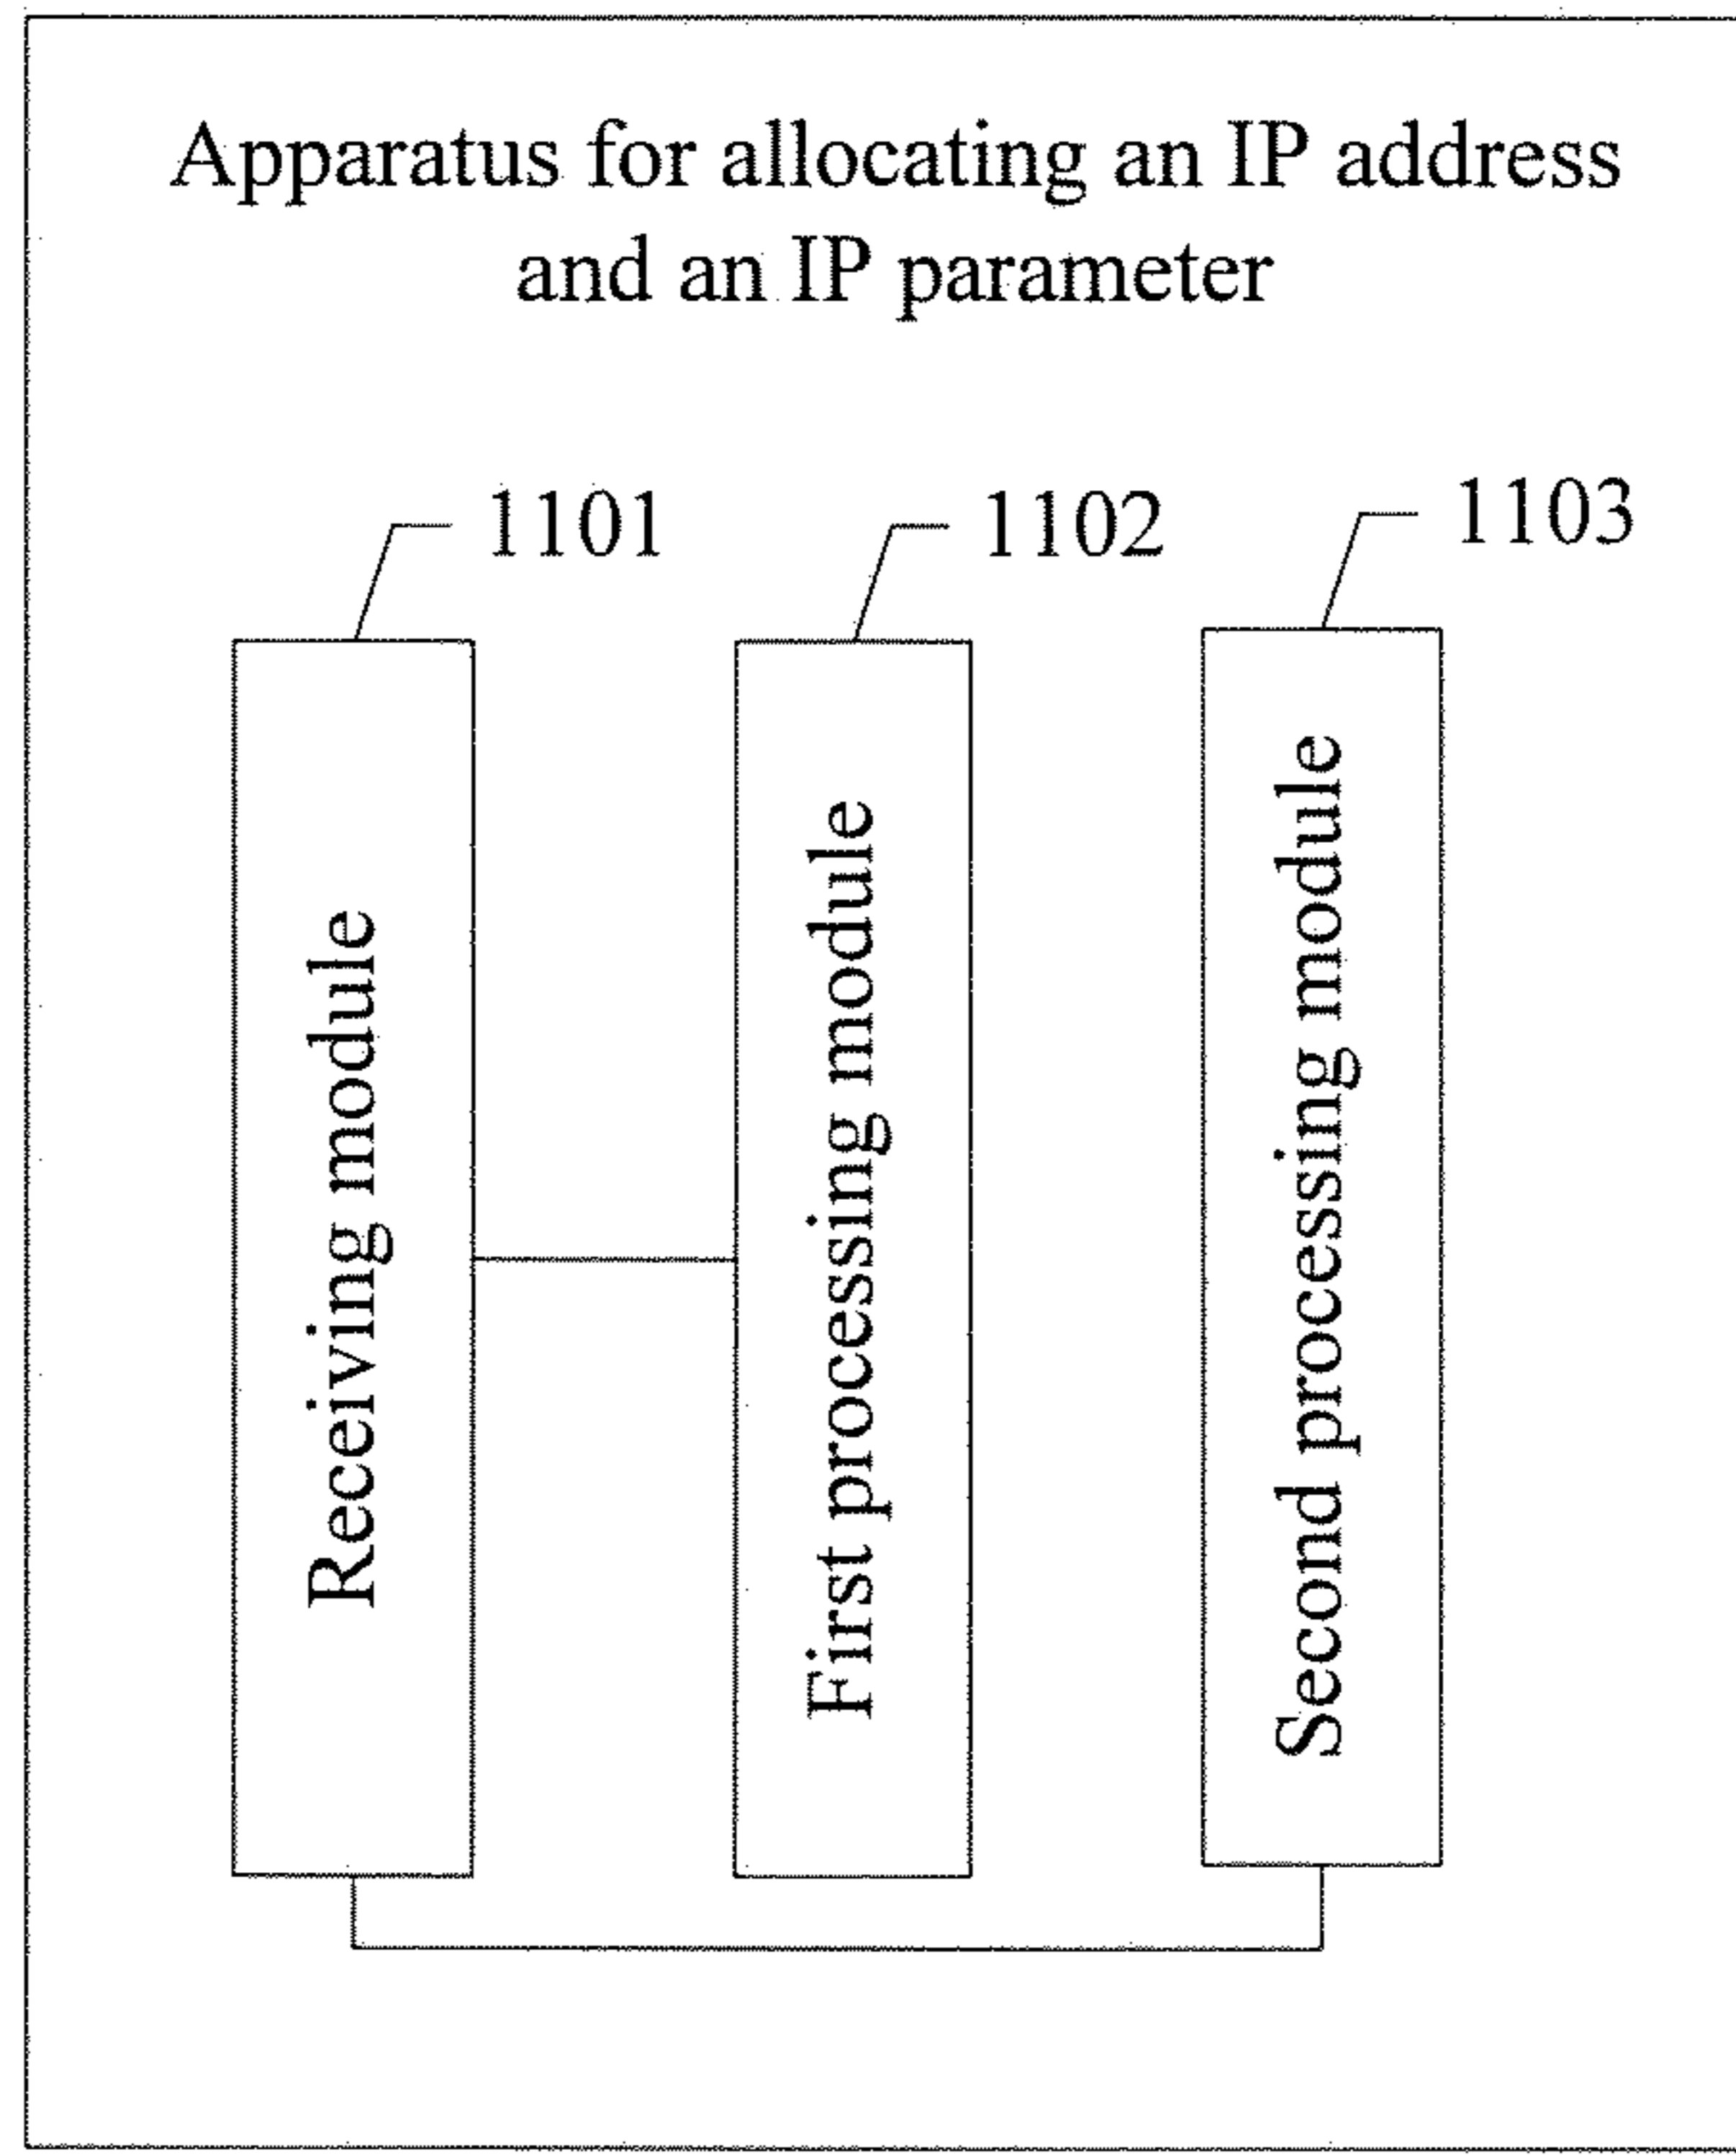 Apparatus for allocating an IP address
and an IP parameter
1101
1102
1103
Receiving module
First processing module
Second processing module